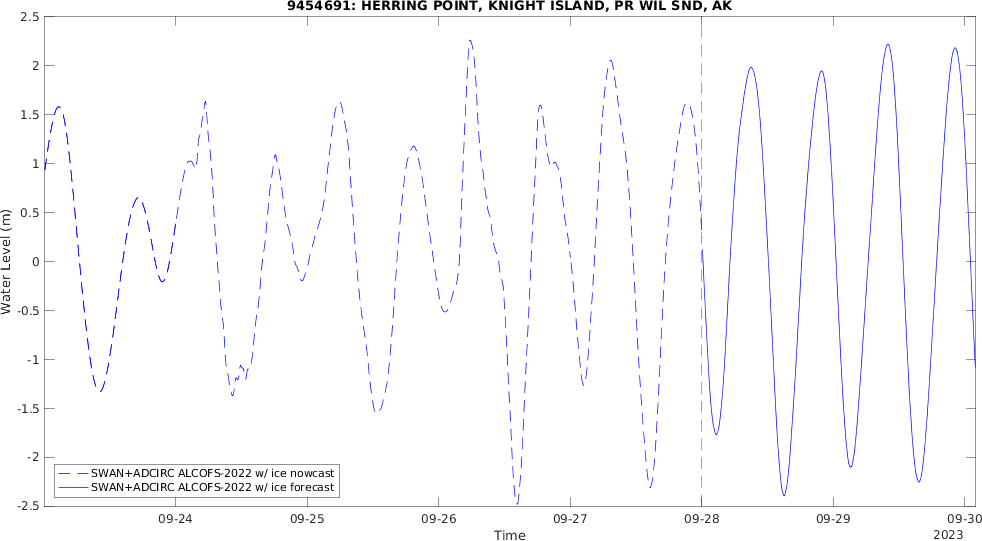 9454691: HERRING POINT, KNIGHT ISLAND, PR WIL SND, AK
2.5
2
1.5
1
0.5
0
-0.5
-1
-1.5
-2
-2.5
Water Level (m)
SWAN+ADCIRC ALCOFS-2022 w/ ice nowcast
SWAN+ADCIRC ALCOFS-2022 w/ ice forecast
09-24 09-25 09-26 09-27 09-28 09-29 09-30
Time
2023